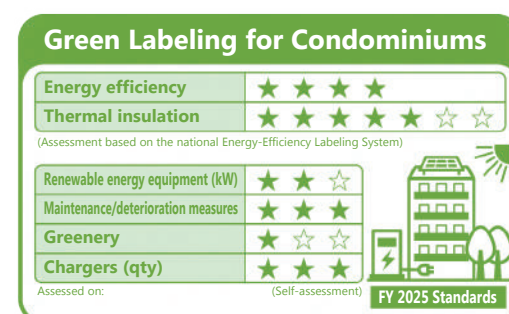 Green Labeling for Condominiums
Energy efficiency ★ ★ ★ ★
Thermal insulation ★ ★ ★ ★ ★ ☆ ☆
(Assessment based on the national Energy-Efficiency Labeling System)
Renewable energy equipment (kW) ★ ★ ☆
Maintenance/deterioration measures ★ ★ ★
Greenery ★ ☆ ☆
Chargers (qty) ★ ★ ★
Assessed on: (Self-assessment)
FY 2025 Standards